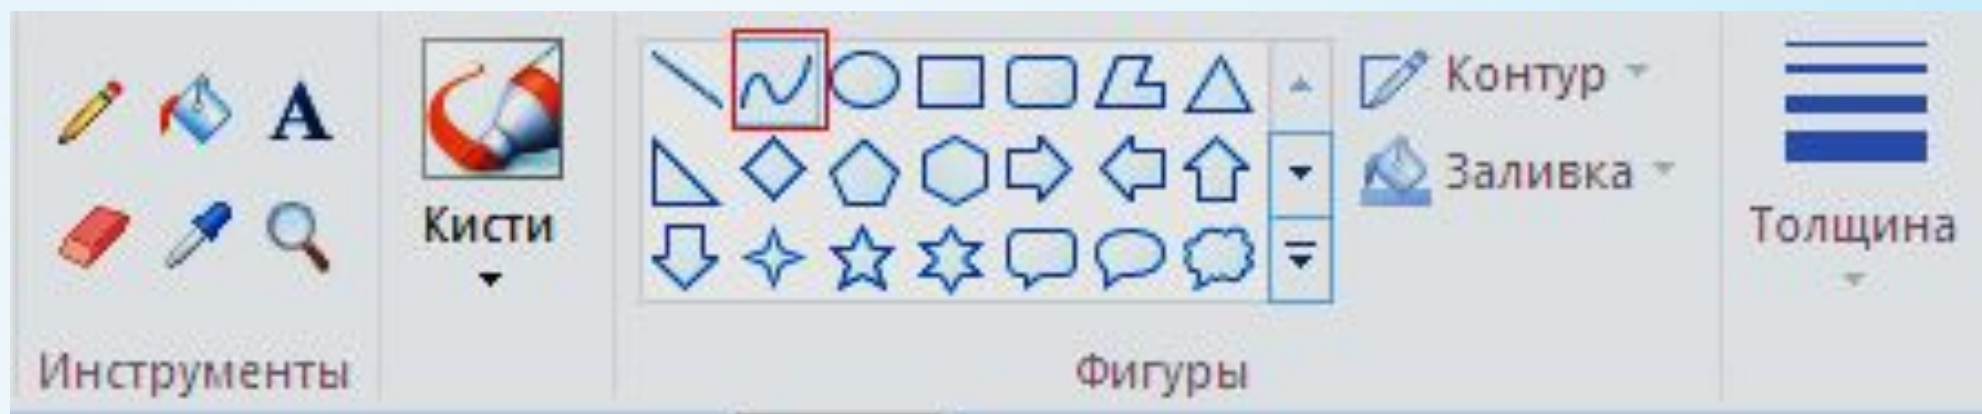 Инструменты
Кисти
Фигуры
Контур
Заливка
Толщина